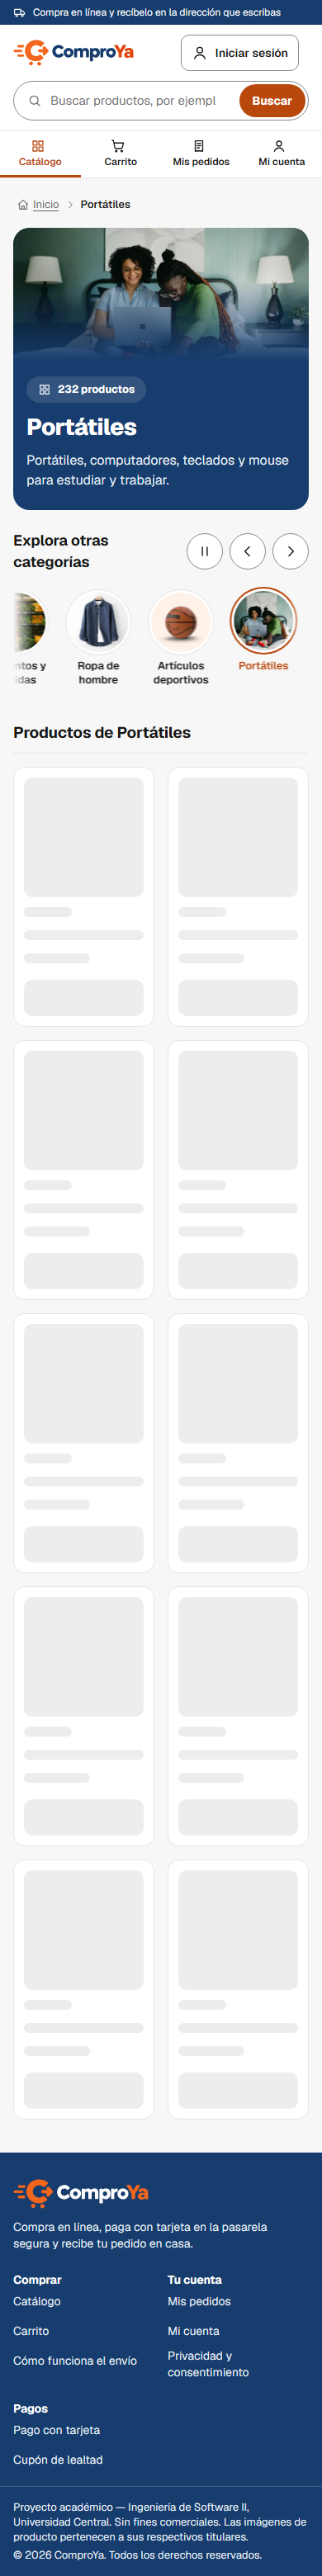 Compra en línea y recíbelo en la dirección que escribas
ComproYa
Iniciar sesión
Buscar productos, por ejempl
Buscar
Catálogo
Carrito
Mis pedidos
Mi cuenta
Inicio
Portátiles
232 productos
Portátiles
Portátiles, computadores, teclados y mouse
para estudiar y trabajar.
Explora otras
categorías
ntos y
idas
Ropa de
hombre
Artículos
deportivos
Portátiles
Productos de Portátiles
ComproYa
Compra en línea, paga con tarjeta en la pasarela
segura y recibe tu pedido en casa.
Comprar
Catálogo
Carrito
Cómo funciona el envío
Tu cuenta
Mis pedidos
Mi cuenta
Privacidad y
consentimiento
Pagos
Pago con tarjeta
Cupón de lealtad
Proyecto académico — Ingeniería de Software II,
Universidad Central. Sin fines comerciales. Las imágenes de
producto pertenecen a sus respectivos titulares.
© 2026 ComproYa. Todos los derechos reservados.